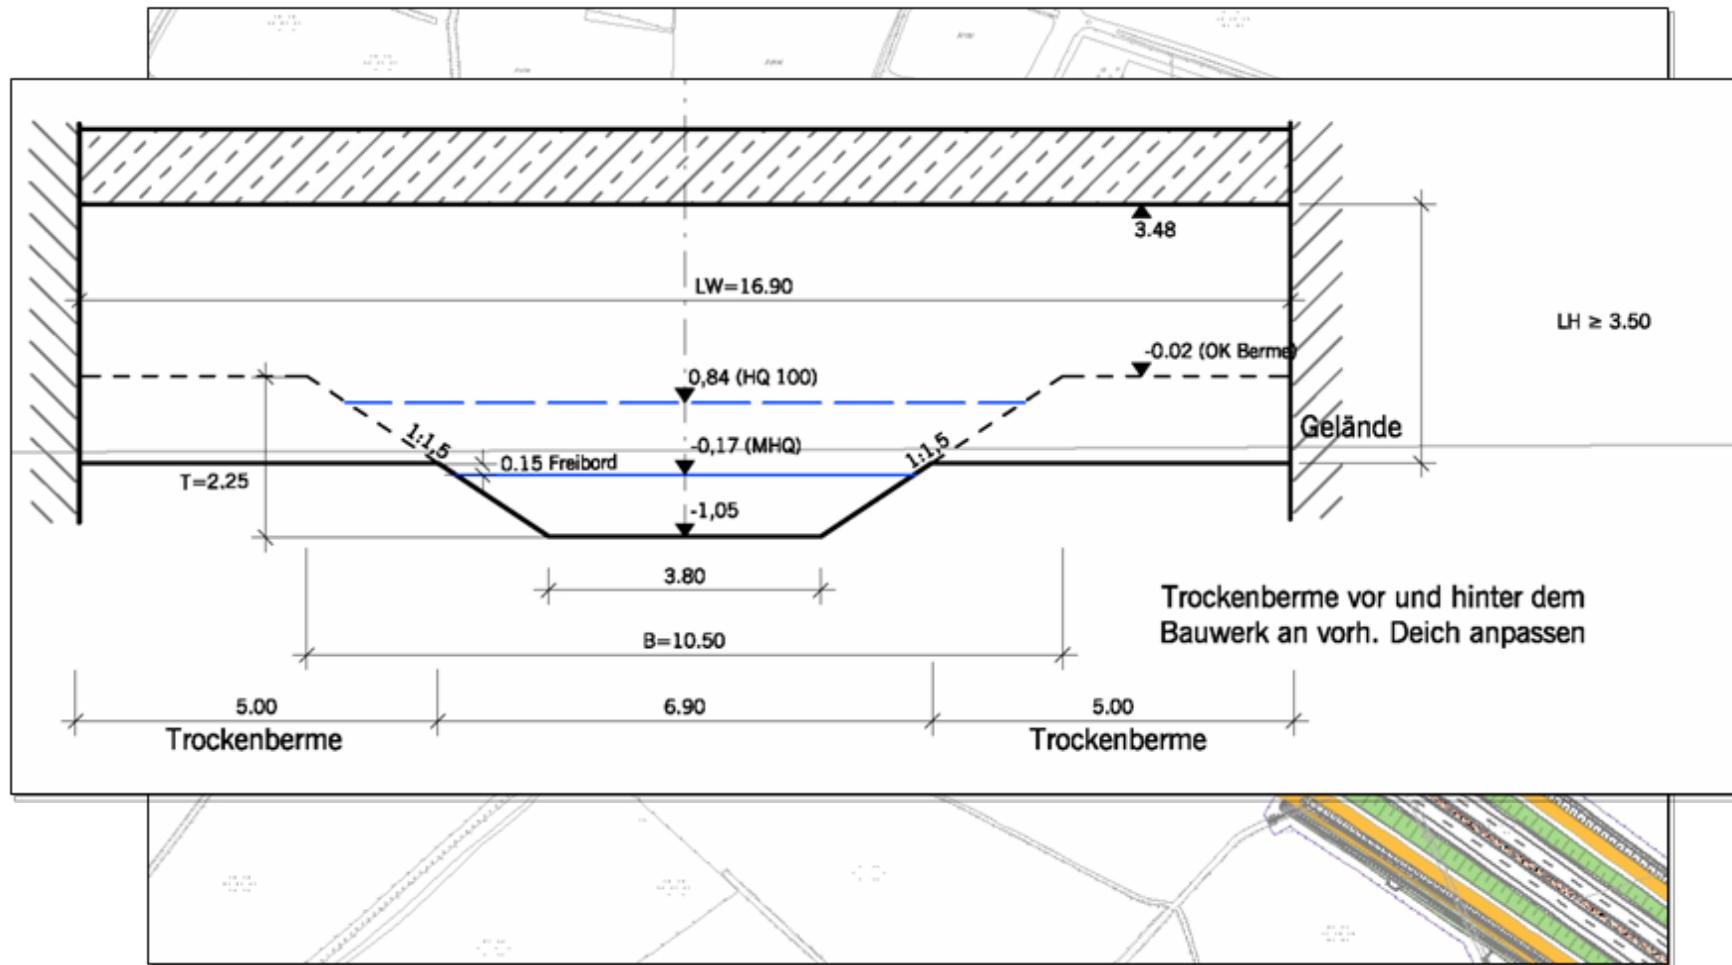 3.48
LW=16.90
LH ≥ 3.50
-0.02 (OK Berme)
0,84 (HQ 100)
Gelände
1:1,5
1:1,5
-0,17 (MHQ)
0.15 Freibord
T=2.25
-1,05
3.80
Trockenberme vor und hinter dem
Bauwerk an vorh. Deich anpassen
B=10.50
5.00
6.90
5.00
Trockenberme
Trockenberme